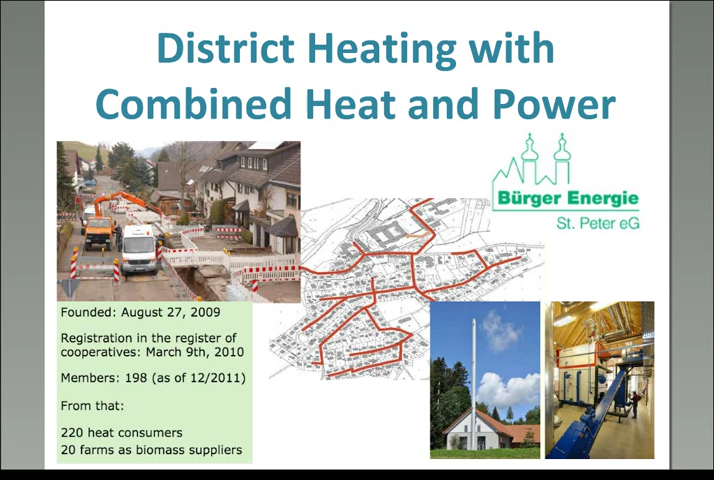 District Heating with
Combined Heat and Power
Bürger Energie
St. Peter eG
Founded: August 27, 2009
Registration in the register of
cooperatives: March 9th, 2010
Members: 198 (as of 12/2011)
From that:
220 heat consumers
20 farms as biomass suppliers